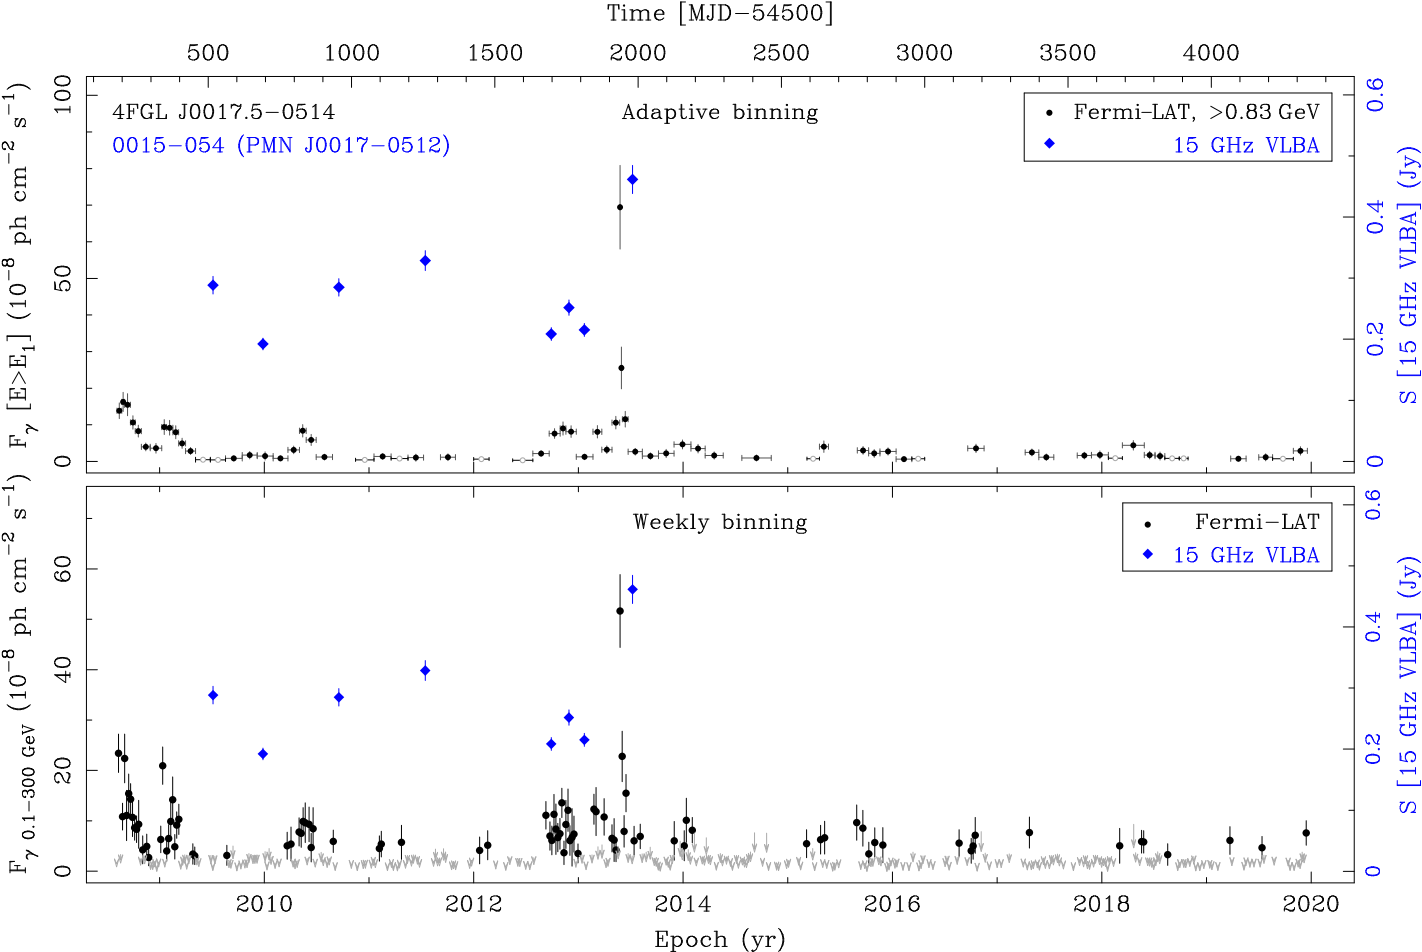 Time [MJD−54500]
500 1000 1500 2000 2500 3000 3500 4000
4FGL J0017.5−0514
0015−054 (PMN J0017−0512)
Adaptive binning
Fermi−LAT, >0.83 GeV
15 GHz VLBA
F_γ [E>E_1] (10^−8 ph cm^−2 s^−1)
100
50
0
0.6
0.4
0.2
0
S [15 GHz VLBA] (Jy)
Weekly binning
Fermi−LAT
15 GHz VLBA
F_γ 0.1−300 GeV (10^−8 ph cm^−2 s^−1)
60
40
20
0
0.6
0.4
0.2
0
S [15 GHz VLBA] (Jy)
2010 2012 2014 2016 2018 2020
Epoch (yr)